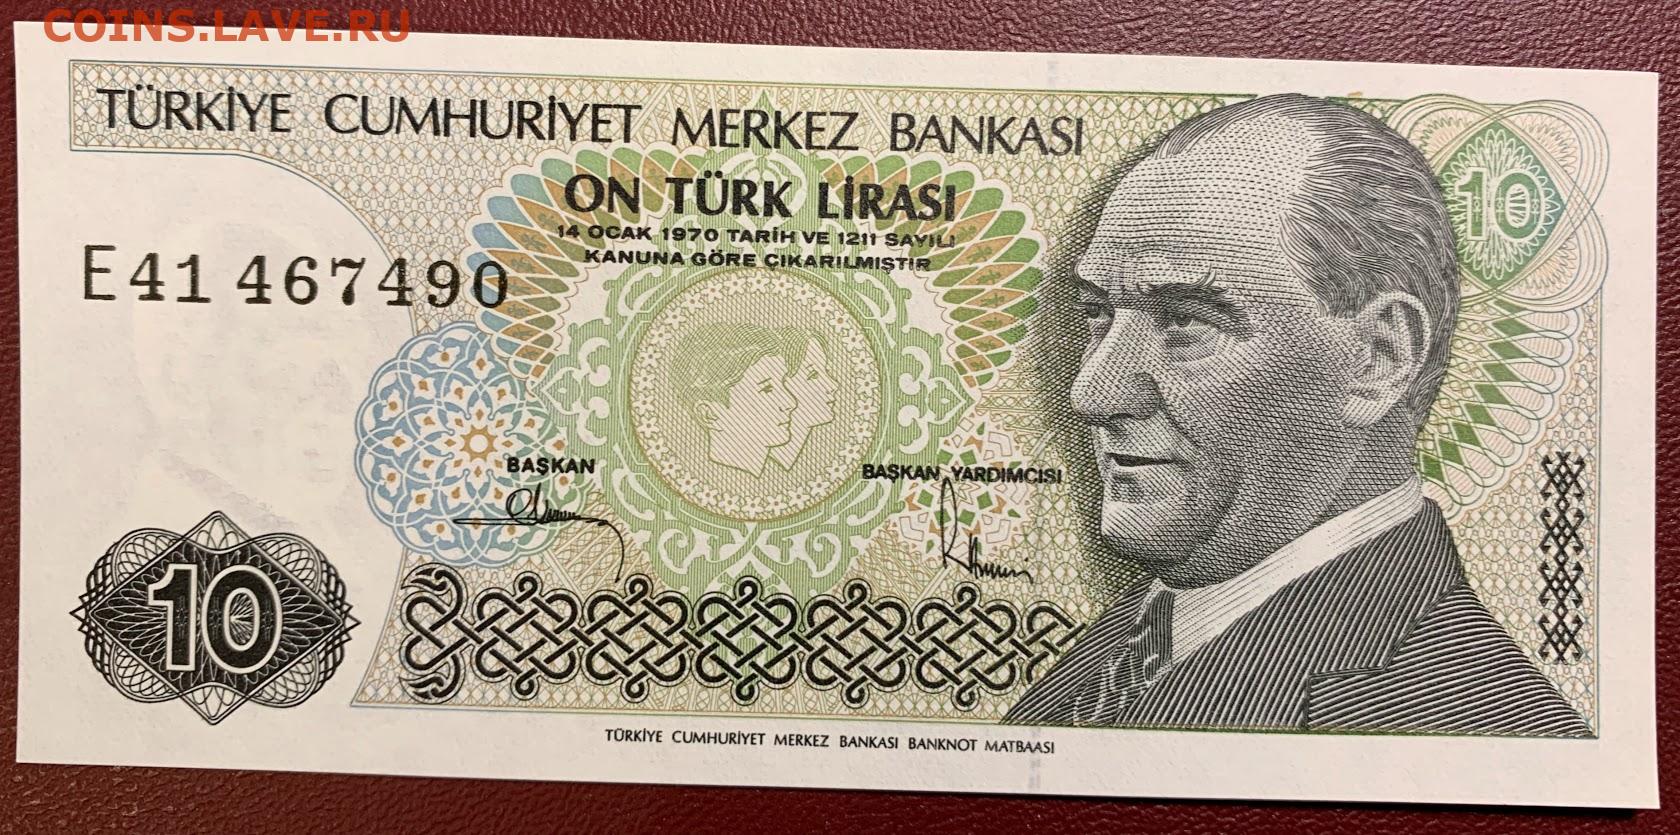 COINS.LAVE.RU
TÜRKİYE CUMHURİYET MERKEZ BANKASI
ON TÜRK LİRASI
14 OCAK 1970 TARİH VE 1211 SAYILI
KANUNA GÖRE ÇIKARILMIŞTIR
10
E41 467490
BAŞKAN
BAŞKAN YARDIMCISI
10
TÜRKİYE CUMHURİYET MERKEZ BANKASI BANKNOT MATBAASI